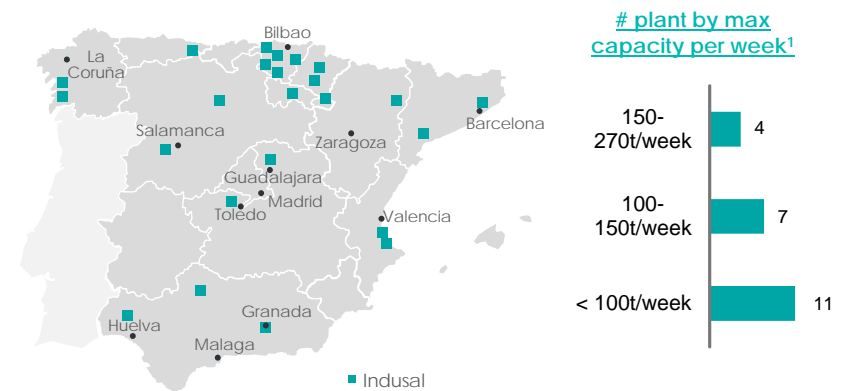 Bilbao
La
Coruña
Salamanca
Zaragoza
Barcelona
Guadalajara
Madrid
Toledo
Valencia
Granada
Huelva
Malaga
Indusal
# plant by max
capacity per week1
150-
270t/week
4
100-
150t/week
7
< 100t/week
11